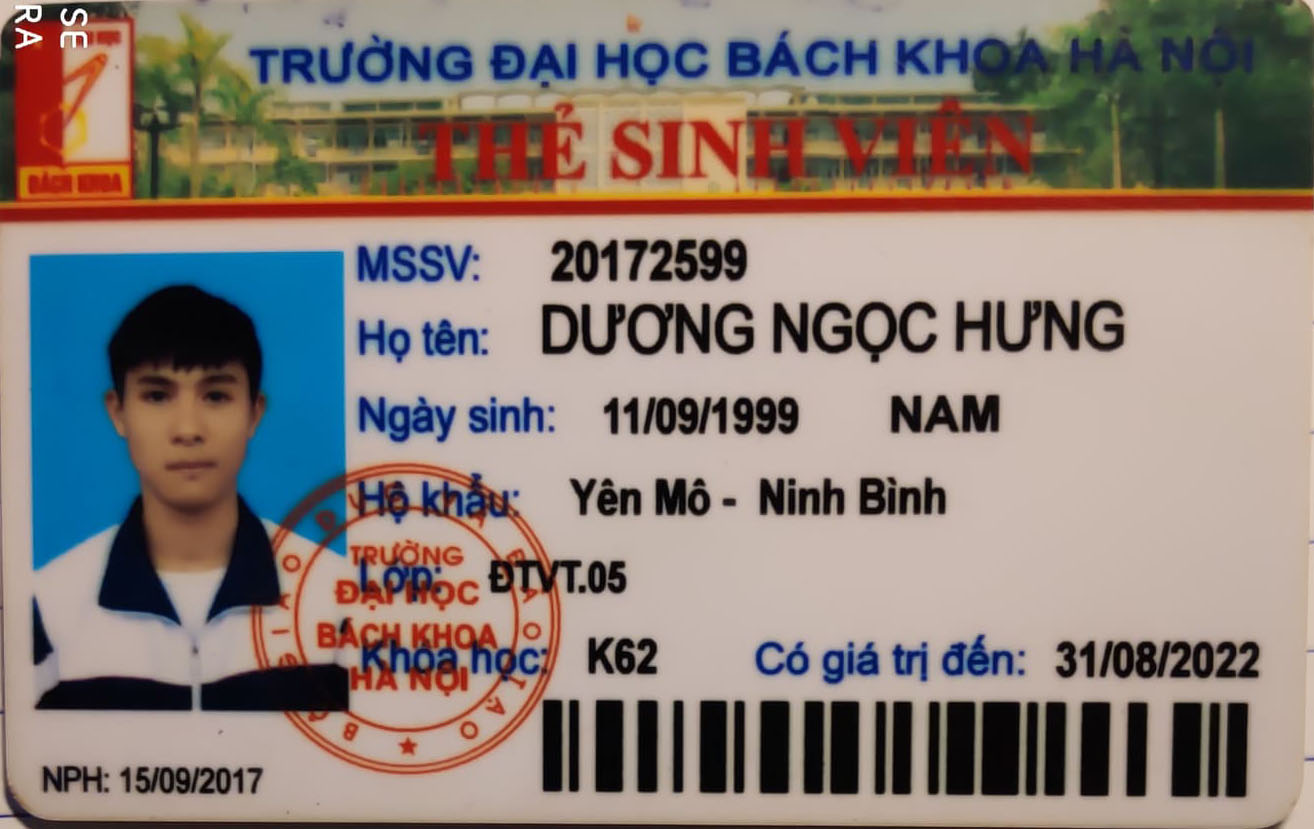 SE
RA
TRƯỜNG ĐẠI HỌC BÁCH KHOA HÀ NỘI
THẺ SINH VIÊN
BÁCH KHOA
MSSV: 20172599
Họ tên: DƯƠNG NGỌC HƯNG
Ngày sinh: 11/09/1999 NAM
Hộ khẩu: Yên Mô - Ninh Bình
Lớp: ĐTVT.05
Khóa học: K62 Có giá trị đến: 31/08/2022
TRƯỜNG
ĐẠI HỌC
BÁCH KHOA
HÀ NỘI
NPH: 15/09/2017